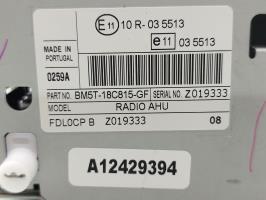 E11 10 R- 03 5513
e11 03 5513
MADE IN
PORTUGAL
0259A
PART NO. BM5T-18C815-GF SERIAL NO. Z019333
MODEL RADIO AHU
FDL0CP B Z019333 08
A12429394